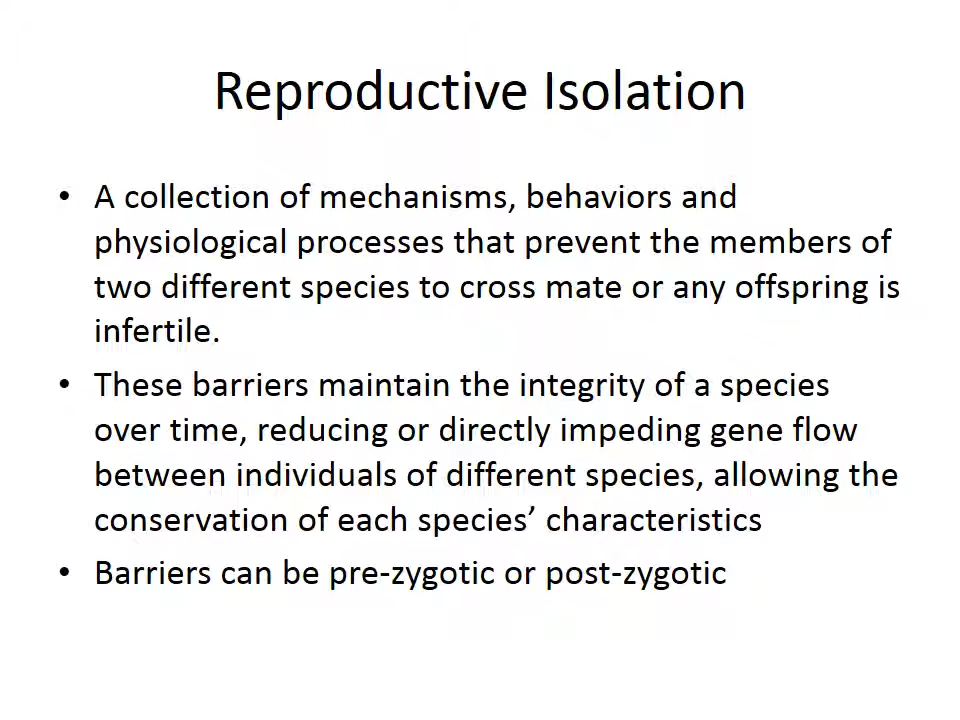 Reproductive Isolation
• A collection of mechanisms, behaviors and
physiological processes that prevent the members of
two different species to cross mate or any offspring is
infertile.
• These barriers maintain the integrity of a species
over time, reducing or directly impeding gene flow
between individuals of different species, allowing the
conservation of each species’ characteristics
• Barriers can be pre-zygotic or post-zygotic